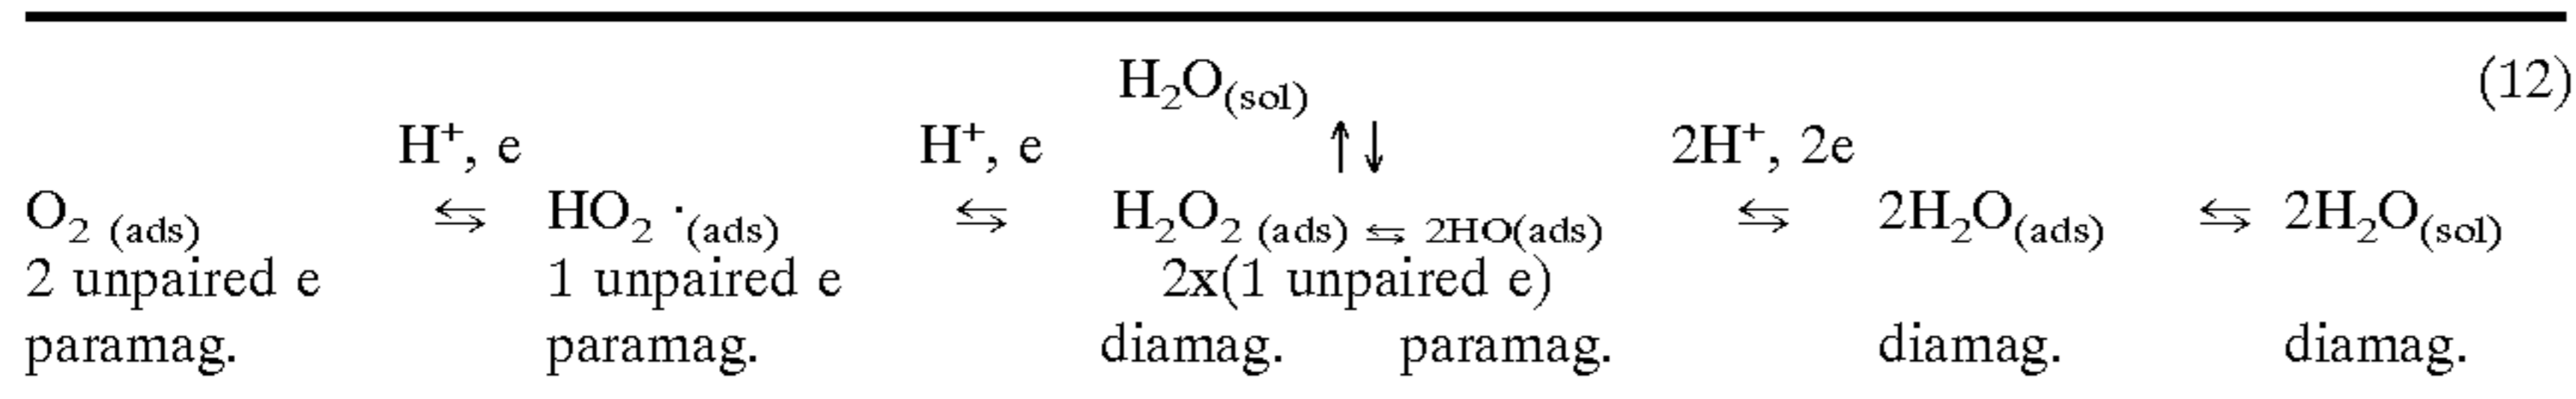 H₂O(sol) (12)
H⁺, e H⁺, e ↑↓ 2H⁺, 2e
O₂ (ads) ⇆ HO₂ ·(ads) ⇆ H₂O₂ (ads) ⇆ 2HO(ads) ⇆ 2H₂O(ads) ⇆ 2H₂O(sol)
2 unpaired e 1 unpaired e 2x(1 unpaired e)
paramag. paramag. diamag. paramag. diamag. diamag.